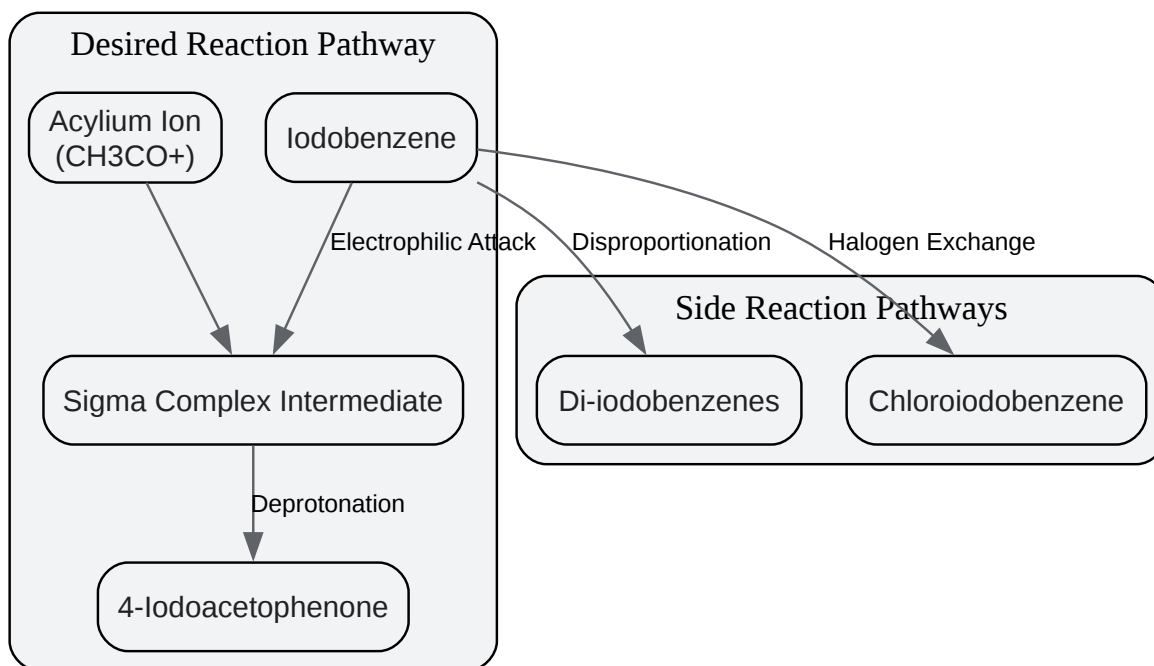 Desired Reaction Pathway
Acylium Ion
(CH3CO+)
Iodobenzene
Electrophilic Attack
Disproportionation
Halogen Exchange
Side Reaction Pathways
Sigma Complex Intermediate
Di-iodobenzenes
Chloroiodobenzene
Deprotonation
4-Iodoacetophenone